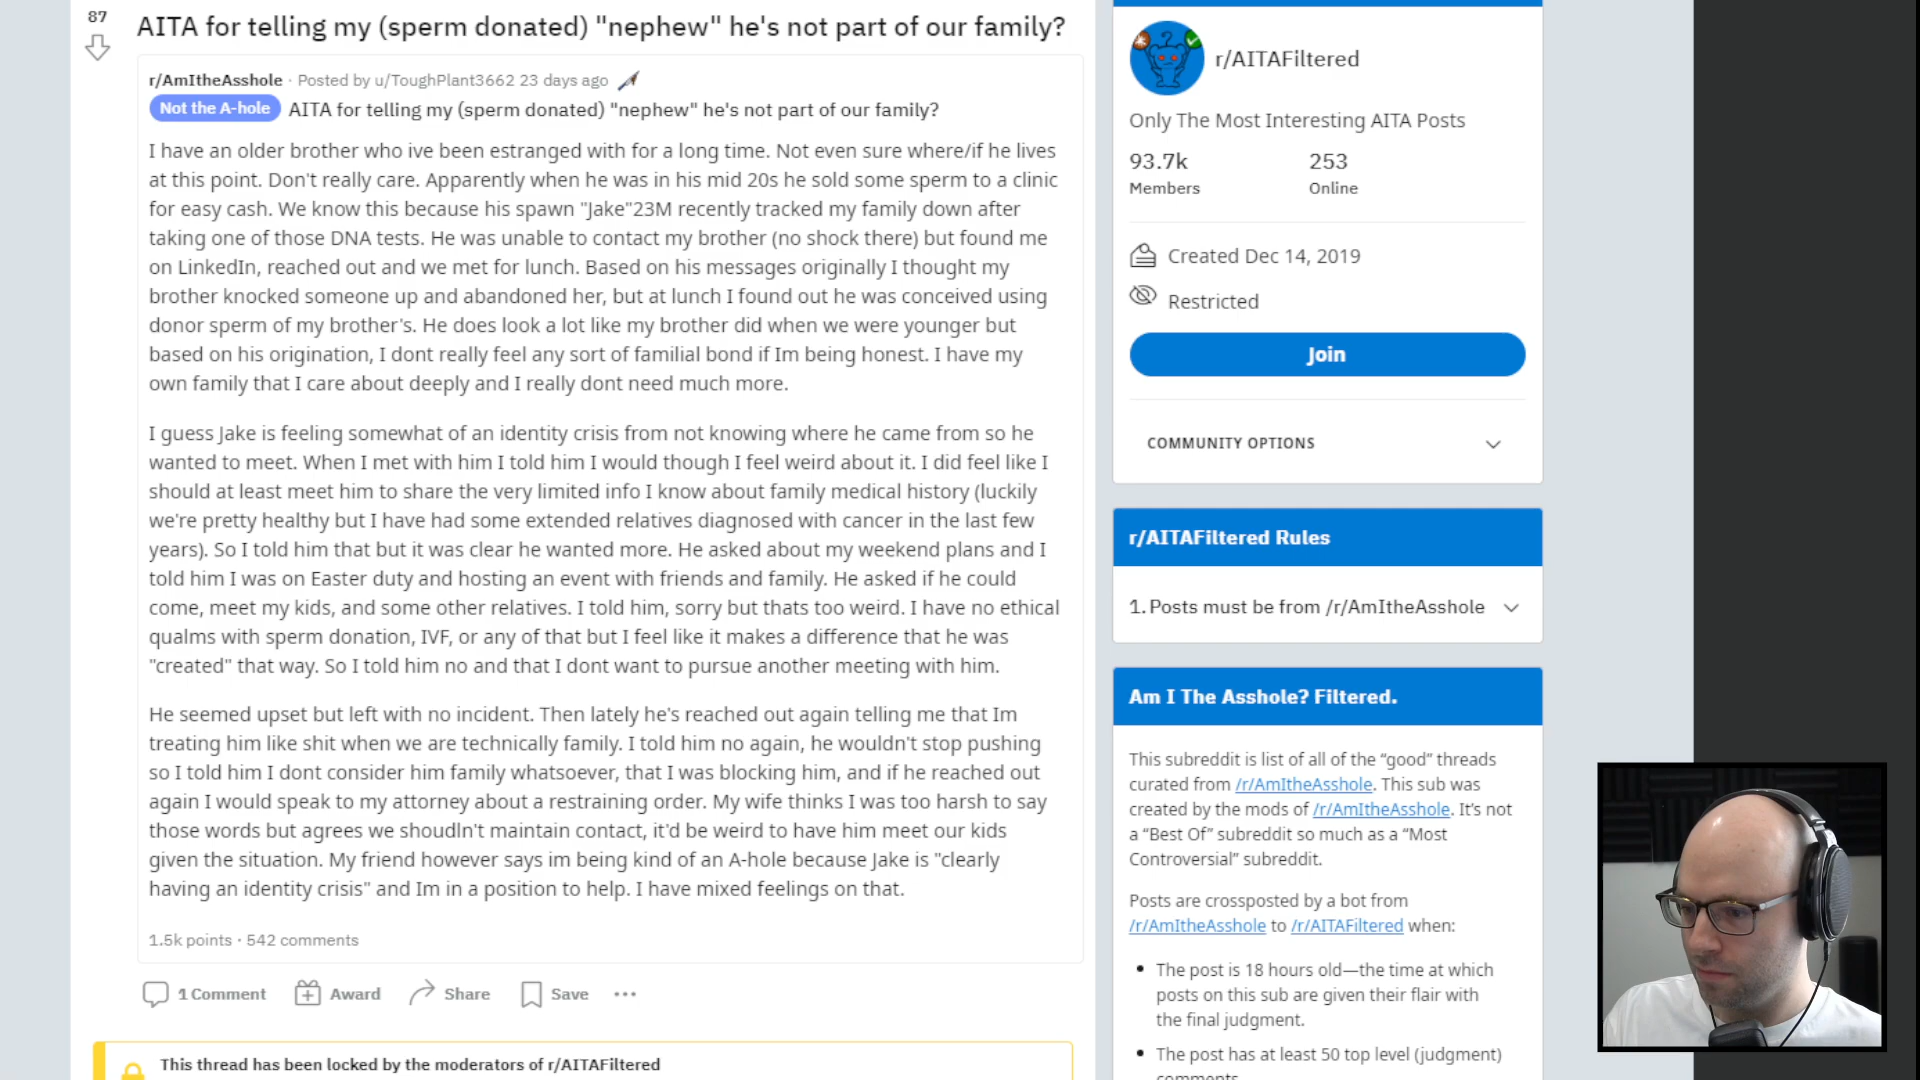 87
AITA for telling my (sperm donated) "nephew" he's not part of our family?
r/AmItheAsshole · Posted by u/ToughPlant3662 23 days ago
Not the A-hole AITA for telling my (sperm donated) "nephew" he's not part of our family?
I have an older brother who ive been estranged with for a long time. Not even sure where/if he lives
at this point. Don't really care. Apparently when he was in his mid 20s he sold some sperm to a clinic
for easy cash. We know this because his spawn "Jake"23M recently tracked my family down after
taking one of those DNA tests. He was unable to contact my brother (no shock there) but found me
on LinkedIn, reached out and we met for lunch. Based on his messages originally I thought my
brother knocked someone up and abandoned her, but at lunch I found out he was conceived using
donor sperm of my brother's. He does look a lot like my brother did when we were younger but
based on his origination, I dont really feel any sort of familial bond if Im being honest. I have my
own family that I care about deeply and I really dont need much more.
I guess Jake is feeling somewhat of an identity crisis from not knowing where he came from so he
wanted to meet. When I met with him I told him I would though I feel weird about it. I did feel like I
should at least meet him to share the very limited info I know about family medical history (luckily
we're pretty healthy but I have had some extended relatives diagnosed with cancer in the last few
years). So I told him that but it was clear he wanted more. He asked about my weekend plans and I
told him I was on Easter duty and hosting an event with friends and family. He asked if he could
come, meet my kids, and some other relatives. I told him, sorry but thats too weird. I have no ethical
qualms with sperm donation, IVF, or any of that but I feel like it makes a difference that he was
"created" that way. So I told him no and that I dont want to pursue another meeting with him.
He seemed upset but left with no incident. Then lately he's reached out again telling me that Im
treating him like shit when we are technically family. I told him no again, he wouldn't stop pushing
so I told him I dont consider him family whatsoever, that I was blocking him, and if he reached out
again I would speak to my attorney about a restraining order. My wife thinks I was too harsh to say
those words but agrees we shoudln't maintain contact, it'd be weird to have him meet our kids
given the situation. My friend however says im being kind of an A-hole because Jake is "clearly
having an identity crisis" and Im in a position to help. I have mixed feelings on that.
1.5k points · 542 comments
1 Comment Award Share Save
This thread has been locked by the moderators of r/AITAFiltered
r/AITAFiltered
Only The Most Interesting AITA Posts
93.7k 253
Members Online
Created Dec 14, 2019
Restricted
Join
COMMUNITY OPTIONS
r/AITAFiltered Rules
1. Posts must be from /r/AmItheAsshole
Am I The Asshole? Filtered.
This subreddit is list of all of the “good” threads
curated from /r/AmItheAsshole. This sub was
created by the mods of /r/AmItheAsshole. It’s not
a “Best Of” subreddit so much as a “Most
Controversial” subreddit.
Posts are crossposted by a bot from
/r/AmItheAsshole to /r/AITAFiltered when:
• The post is 18 hours old—the time at which
posts on this sub are given their flair with
the final judgment.
• The post has at least 50 top level (judgment)
comments